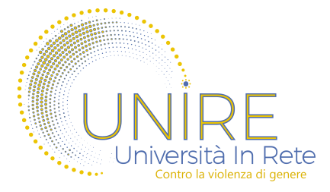 UNIRE
Università In Rete
Contro la violenza di genere